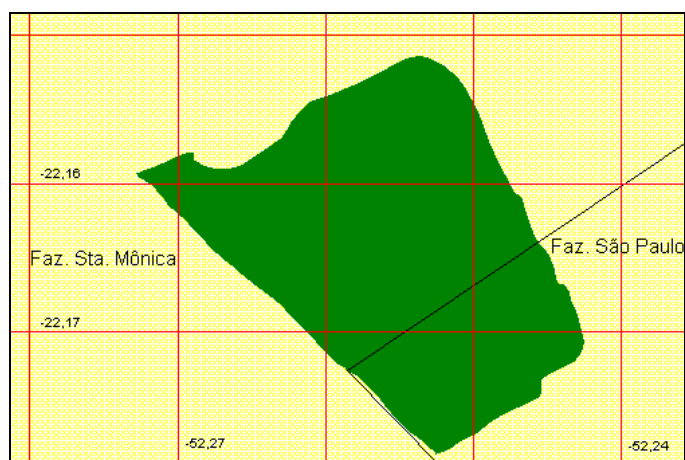 -22,16
Faz. Sta. Mônica
Faz. São Paulo
-22,17
-52,27
-52,24